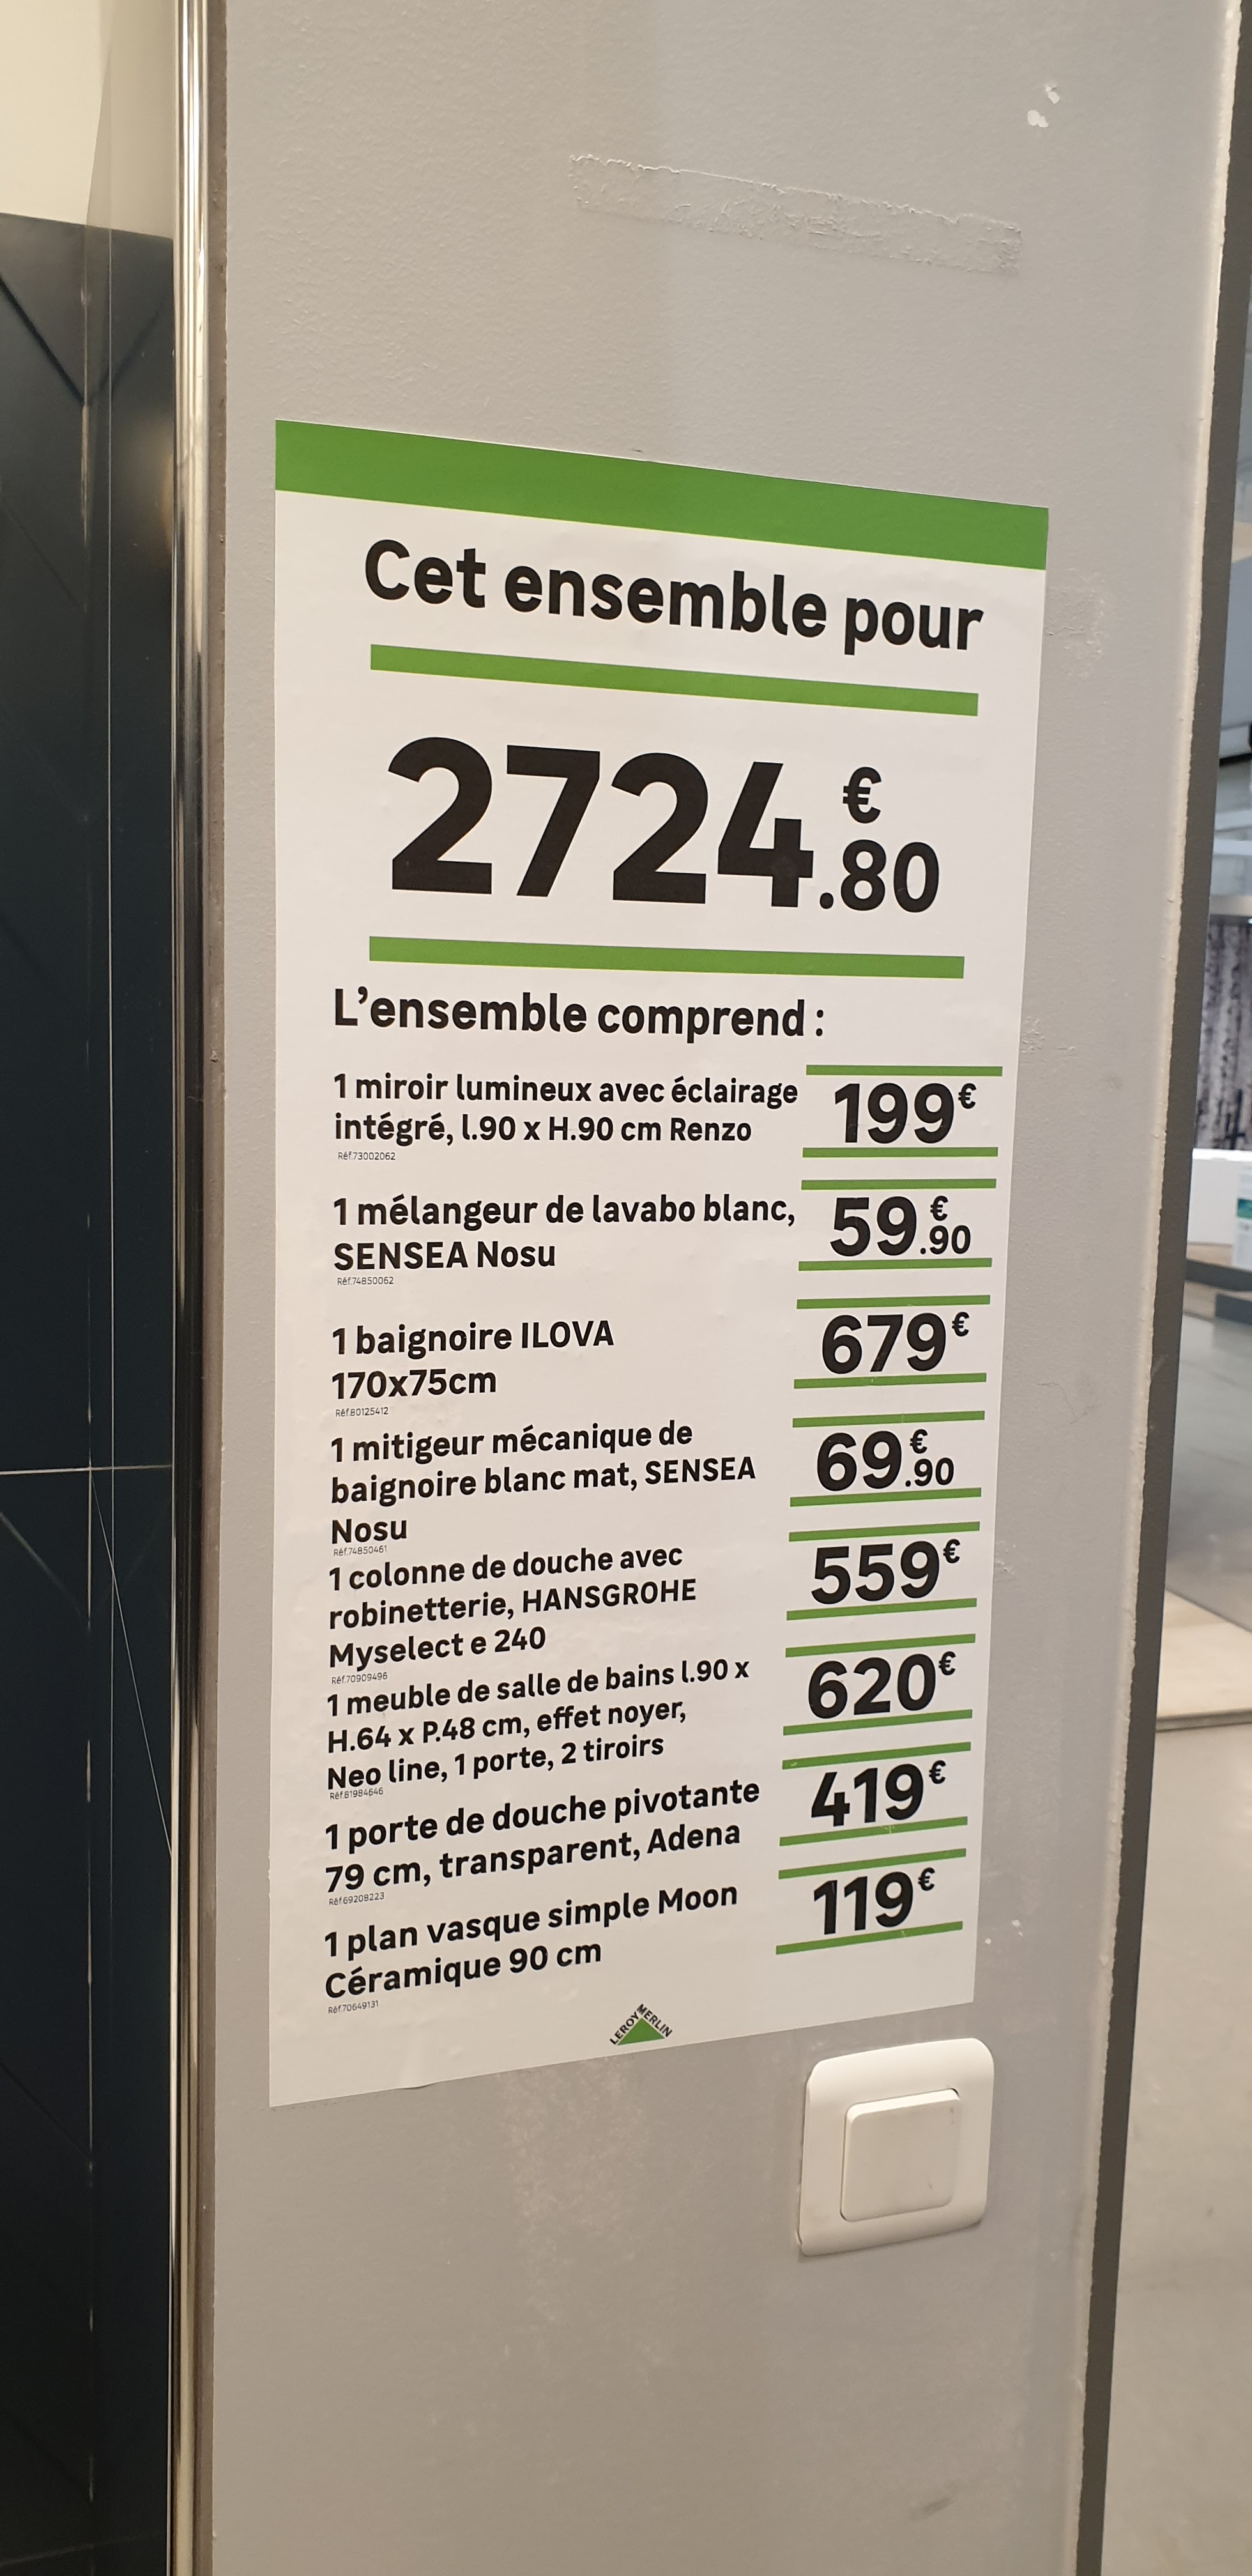 Cet ensemble pour
2724.80 €
L'ensemble comprend :
1 miroir lumineux avec éclairage
intégré, l.90 x H.90 cm Renzo
199€
Réf.73002062
1 mélangeur de lavabo blanc,
SENSEA Nosu
59.90 €
Réf.74850062
1 baignoire ILOVA
170x75cm
679€
Réf.80125412
1 mitigeur mécanique de
baignoire blanc mat, SENSEA
Nosu
69.90 €
Réf.74850461
1 colonne de douche avec
robinetterie, HANSGROHE
Myselect e 240
559€
Réf.70909496
1 meuble de salle de bains l.90 x
H.64 x P.48 cm, effet noyer,
Neo line, 1 porte, 2 tiroirs
620€
Réf.81984646
1 porte de douche pivotante
79 cm, transparent, Adena
419€
Réf.69208223
1 plan vasque simple Moon
Céramique 90 cm
119€
Réf.70649131
LEROY MERLIN